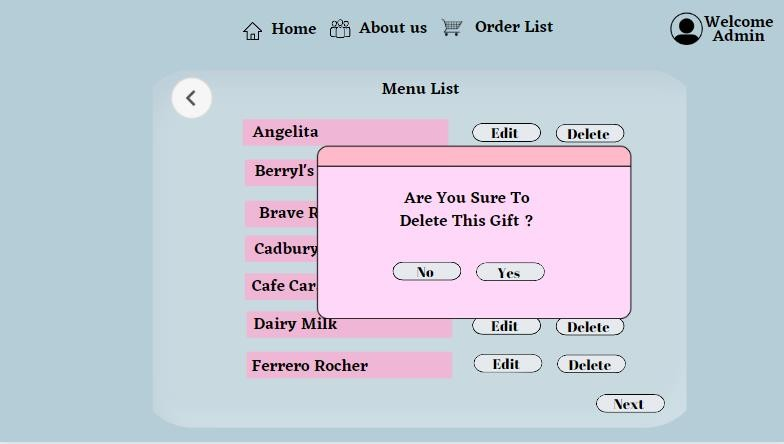 Home
About us
Order List
Welcome
Admin
Menu List
Angelita
Edit
Delete
Berryl's
Brave R
Cadbury
Cafe Car
Are You Sure To
Delete This Gift ?
No
Yes
Dairy Milk
Edit
Delete
Ferrero Rocher
Edit
Delete
Next